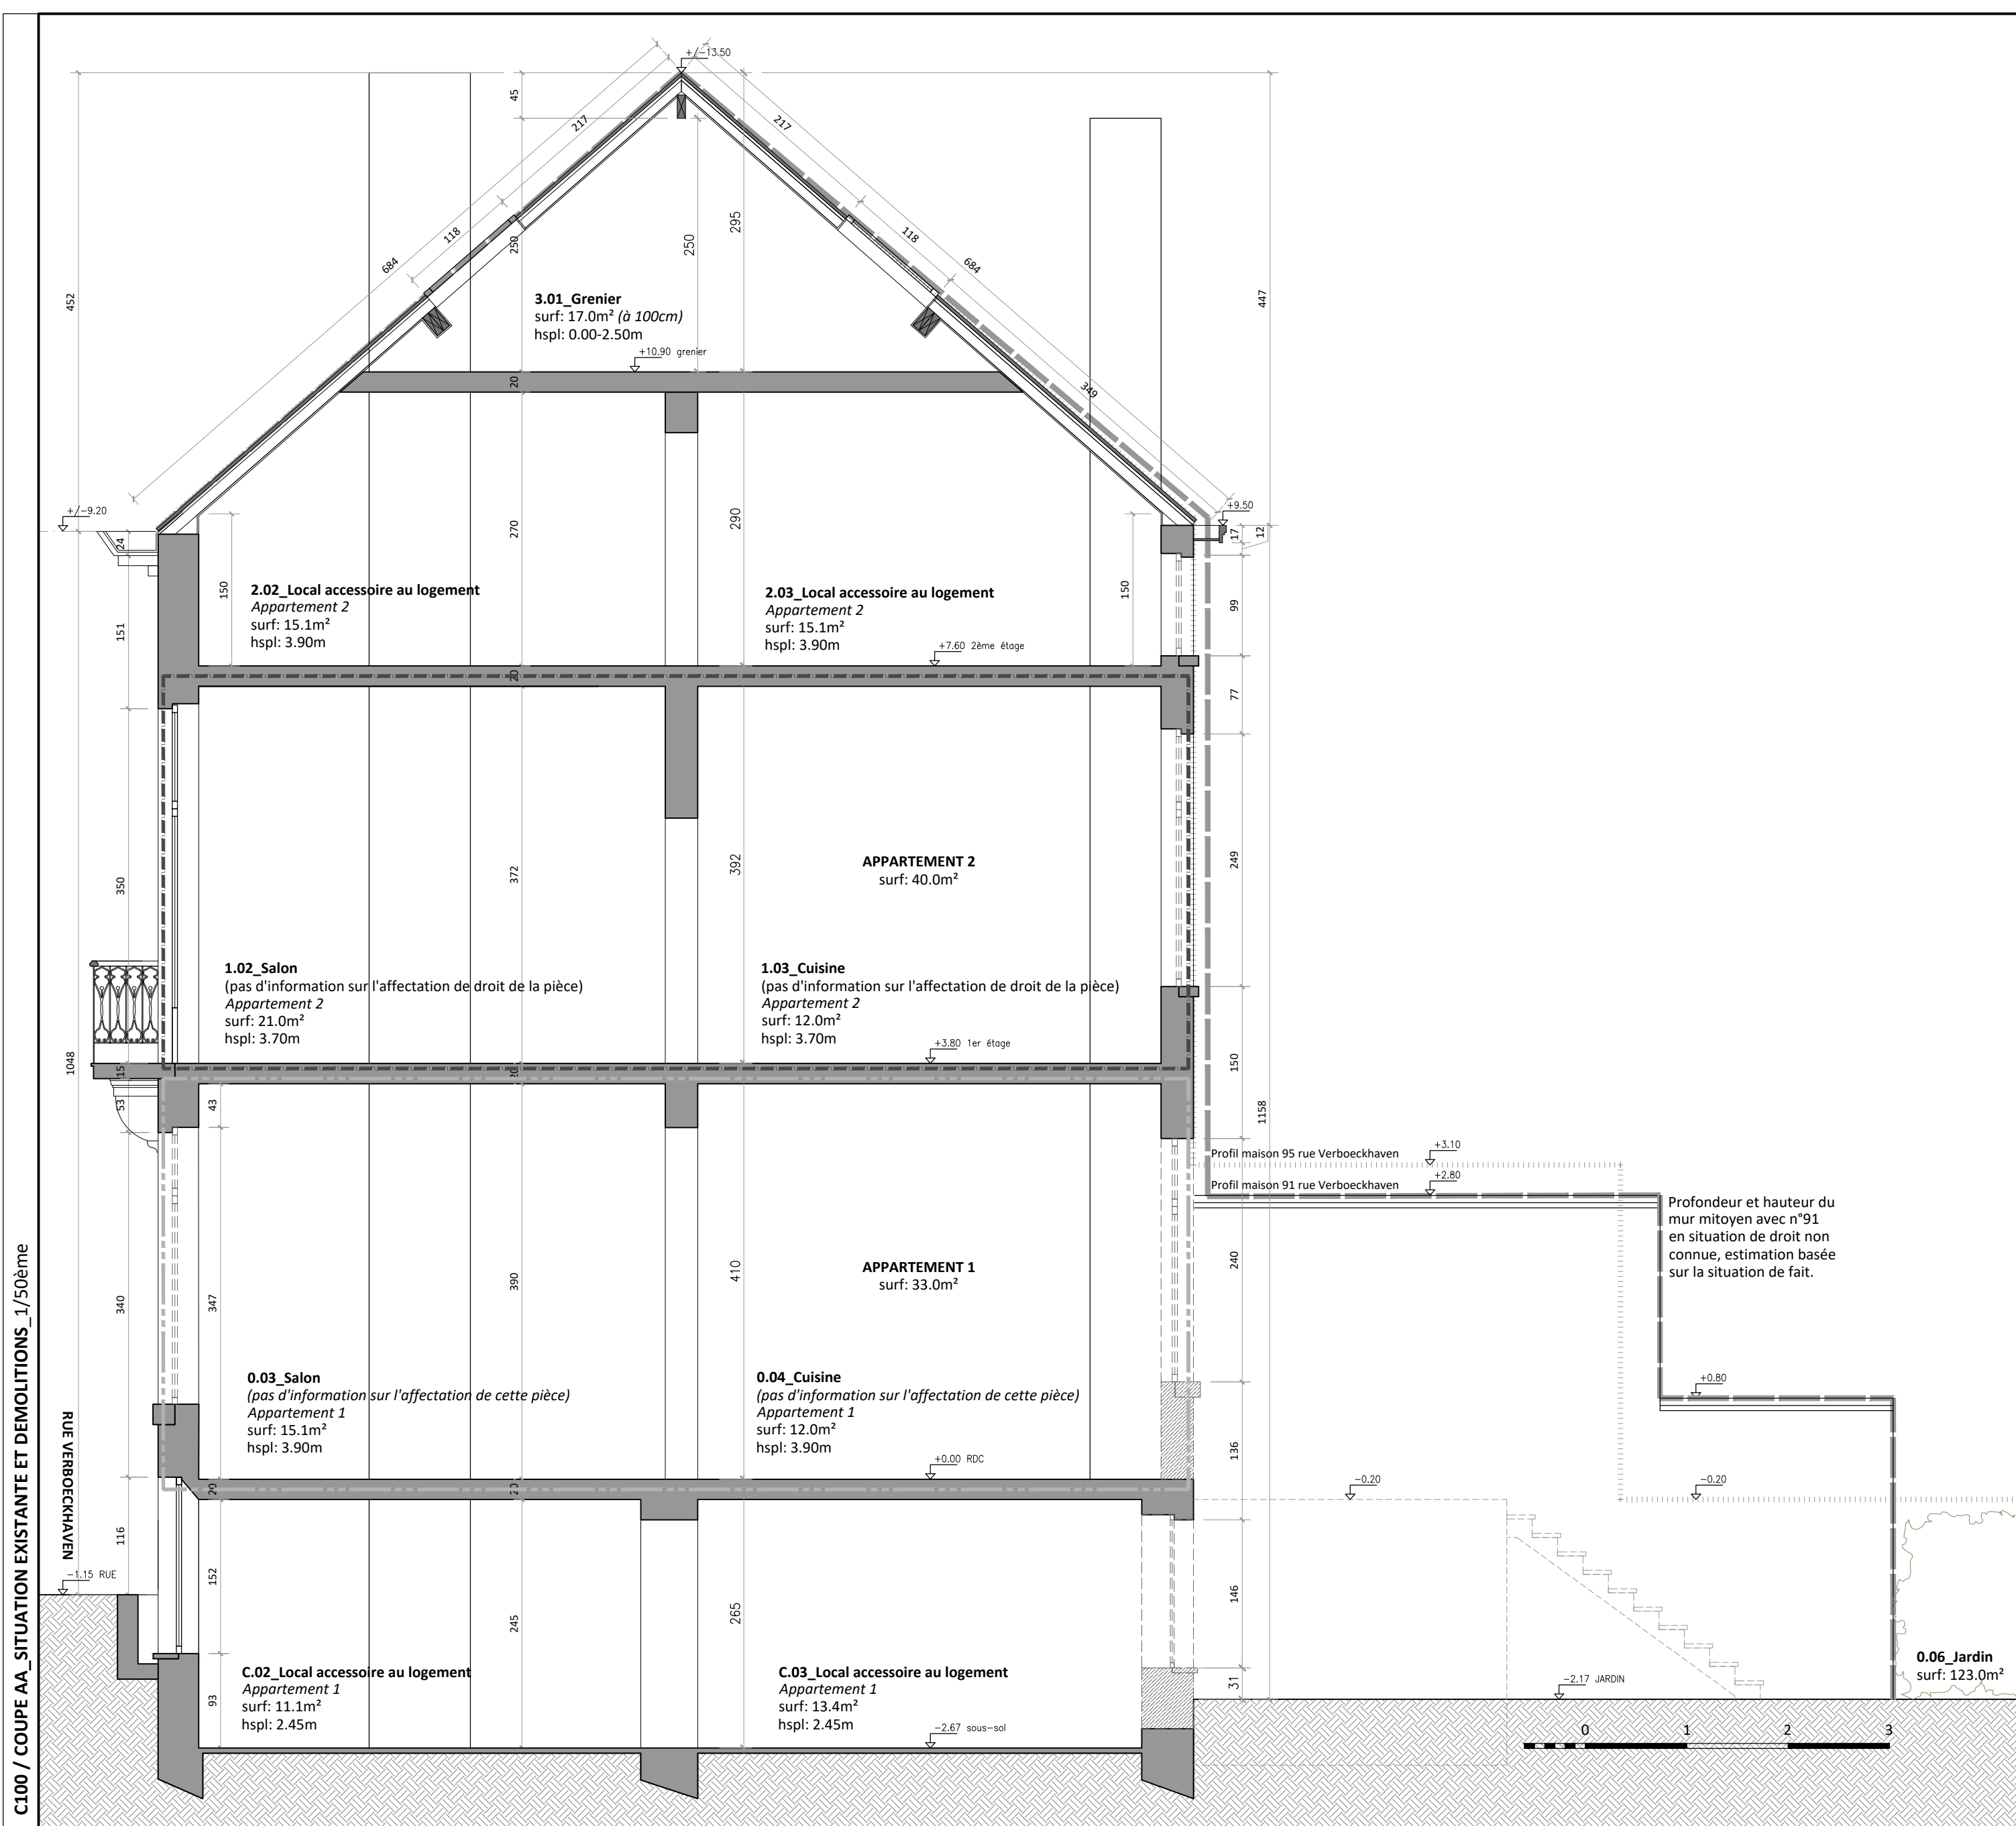 C100 / COUPE AA_SITUATION EXISTANTE ET DEMOLITIONS_1/50ème
+/-13.50
45
217
217
118
118
684
684
452
447
250
250
295
3.01_Grenier
surf: 17.0m² (à 100cm)
hspl: 0.00-2.50m
+10.90 grenier
20
349
+/-9.20
+9.50
24
17
12
270
290
150
150
151
99
2.02_Local accessoire au logement
Appartement 2
surf: 15.1m²
hspl: 3.90m
2.03_Local accessoire au logement
Appartement 2
surf: 15.1m²
hspl: 3.90m
+7.60 2ème étage
20
77
350
372
392
249
APPARTEMENT 2
surf: 40.0m²
1.02_Salon
(pas d'information sur l'affectation de droit de la pièce)
Appartement 2
surf: 21.0m²
hspl: 3.70m
1.03_Cuisine
(pas d'information sur l'affectation de droit de la pièce)
Appartement 2
surf: 12.0m²
hspl: 3.70m
+3.80 1er étage
1048
15
20
150
53
43
1158
Profil maison 95 rue Verboeckhaven
+3.10
Profil maison 91 rue Verboeckhaven
+2.80
Profondeur et hauteur du
mur mitoyen avec n°91
en situation de droit non
connue, estimation basée
sur la situation de fait.
340
347
390
410
240
APPARTEMENT 1
surf: 33.0m²
0.03_Salon
(pas d'information sur l'affectation de cette pièce)
Appartement 1
surf: 15.1m²
hspl: 3.90m
0.04_Cuisine
(pas d'information sur l'affectation de cette pièce)
Appartement 1
surf: 12.0m²
hspl: 3.90m
+0.80
136
+0.00 RDC
-0.20
-0.20
20
20
RUE VERBOECKHAVEN
116
-1.15 RUE
152
245
265
146
31
93
C.02_Local accessoire au logement
Appartement 1
surf: 11.1m²
hspl: 2.45m
C.03_Local accessoire au logement
Appartement 1
surf: 13.4m²
hspl: 2.45m
-2.67 sous-sol
-2.17 JARDIN
0.06_Jardin
surf: 123.0m²
0 1 2 3